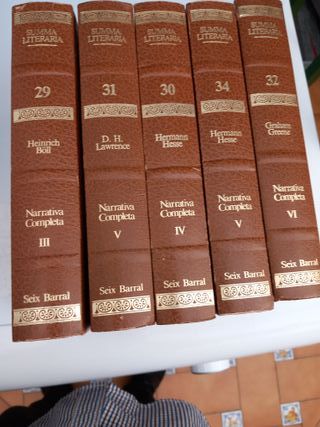 SUMMA
LITERARIA
29
Heinrich
Böll
Narrativa
Completa
III
Seix Barral
SUMMA
LITERARIA
31
D. H.
Lawrence
Narrativa
Completa
V
Seix Barral
SUMMA
LITERARIA
30
Hermann
Hesse
Narrativa
Completa
IV
Seix Barral
SUMMA
LITERARIA
34
Hermann
Hesse
Narrativa
Completa
V
Seix Barral
SUMMA
LITERARIA
32
Graham
Greene
Narrativa
Completa
VI
Seix Barral